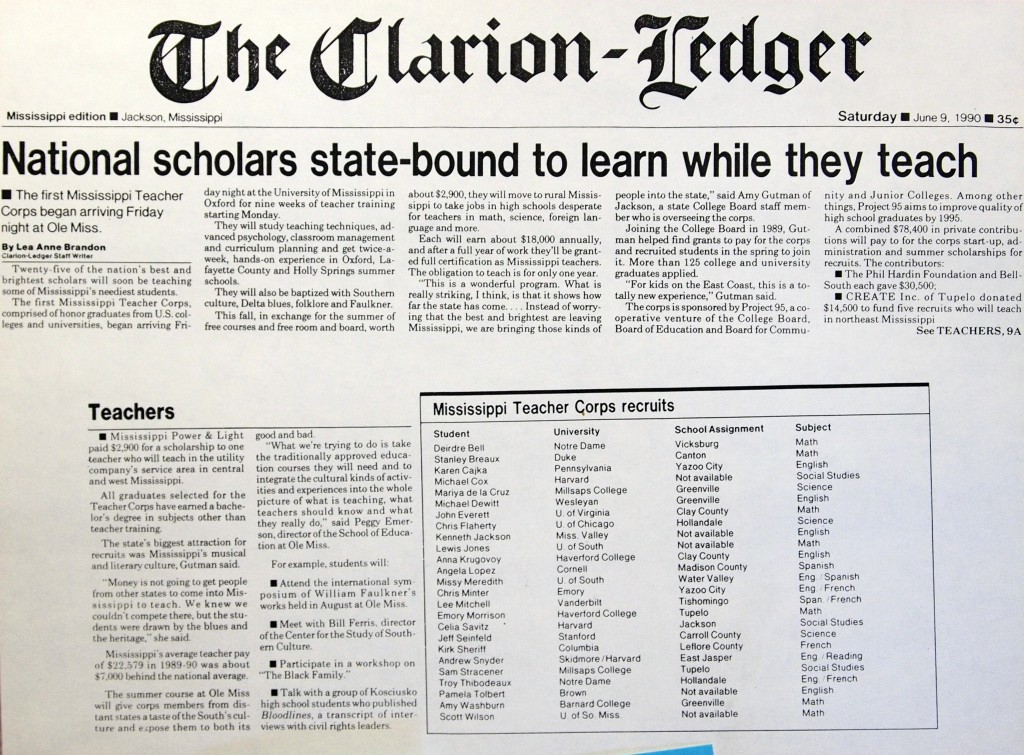 The Clarion-Ledger
Mississippi edition ■ Jackson, Mississippi
Saturday ■ June 9, 1990 ■ 35¢
National scholars state-bound to learn while they teach
■ The first Mississippi Teacher
Corps began arriving Friday
night at Ole Miss.
By Lea Anne Brandon
Clarion-Ledger Staff Writer
Twenty-five of the nation's best and
brightest scholars will soon be teaching
some of Mississippi's neediest students.
The first Mississippi Teacher Corps,
comprised of honor graduates from U.S. col-
leges and universities, began arriving Fri-
day night at the University of Mississippi in
Oxford for nine weeks of teacher training
starting Monday.
They will study teaching techniques, ad-
vanced psychology, classroom management
and curriculum planning and get twice-a-
week, hands-on experience in Oxford, La-
fayette County and Holly Springs summer
schools.
They will also be baptized with Southern
culture, Delta blues, folklore and Faulkner.
This fall, in exchange for the summer of
free courses and free room and board, worth
about $2,900, they will move to rural Missis-
sippi to take jobs in high schools desperate
for teachers in math, science, foreign lan-
guage and more.
Each will earn about $18,000 annually,
and after a full year of work they'll be grant-
ed full certification as Mississippi teachers.
The obligation to teach is for only one year.
"This is a wonderful program. What is
really striking, I think, is that it shows how
far the state has come. . . . Instead of worry-
ing that the best and brightest are leaving
Mississippi, we are bringing those kinds of
people into the state," said Amy Gutman of
Jackson, a state College Board staff mem-
ber who is overseeing the corps.
Joining the College Board in 1989, Gut-
man helped find grants to pay for the corps
and recruited students in the spring to join
it. More than 125 college and university
graduates applied.
"For kids on the East Coast, this is a to-
tally new experience," Gutman said.
The corps is sponsored by Project 95, a co-
operative venture of the College Board,
Board of Education and Board for Commu-
nity and Junior Colleges. Among other
things, Project 95 aims to improve quality of
high school graduates by 1995.
A combined $78,400 in private contribu-
tions will pay for the corps start-up, ad-
ministration and summer scholarships for
recruits. The contributors:
■ The Phil Hardin Foundation and Bell-
South each gave $30,500;
■ CREATE Inc. of Tupelo donated
$14,500 to fund five recruits who will teach
in northeast Mississippi
See TEACHERS, 9A
Teachers
■ Mississippi Power & Light
paid $2,900 for a scholarship to one
teacher who will teach in the utility
company's service area in central
and west Mississippi.
All graduates selected for the
Teacher Corps have earned a bache-
lor's degree in subjects other than
teacher training.
The state's biggest attraction for
recruits was Mississippi's musical
and literary culture, Gutman said.
"Money is not going to get people
from other states to come into Mis-
sissippi to teach. We knew we
couldn't compete there, but the stu-
dents were drawn by the blues and
the heritage," she said.
Mississippi's average teacher pay
of $22,579 in 1989-90 was about
$7,000 behind the national average.
The summer course at Ole Miss
will give corps members from dis-
tant states a taste of the South's cul-
ture and expose them to both its
good and bad.
"What we're trying to do is take
the traditionally approved educa-
tion courses they will need and to
integrate the cultural kinds of activ-
ities and experiences into the whole
picture of what is teaching, what
teachers should know and what
they really do," said Peggy Emer-
son, director of the School of Educa-
tion at Ole Miss.
For example, students will:
■ Attend the international sym-
posium of William Faulkner's
works held in August at Ole Miss.
■ Meet with Bill Ferris, director
of the Center for the Study of South-
ern Culture.
■ Participate in a workshop on
"The Black Family."
■ Talk with a group of Kosciusko
high school students who published
Bloodlines, a transcript of inter-
views with civil rights leaders.
Mississippi Teacher Corps recruits
Student University School Assignment Subject
Deirdre Bell Notre Dame Vicksburg Math
Stanley Breaux Duke Canton Math
Karen Cajka Pennsylvania Yazoo City English
Michael Cox Harvard Not available Social Studies
Mariya de la Cruz Millsaps College Greenville Science
Michael Dewitt Wesleyan Greenville English
John Everett U. of Virginia Clay County Math
Chris Flaherty U. of Chicago Hollandale Science
Kenneth Jackson Miss. Valley Not available English
Lewis Jones U. of South Not available Math
Anna Krugovoy Haverford College Clay County English
Angela Lopez Cornell Madison County Spanish
Missy Meredith U. of South Water Valley Eng./Spanish
Chris Minter Emory Yazoo City Eng./French
Lee Mitchell Vanderbilt Tishomingo Span./French
Emory Morrison Haverford College Tupelo Math
Celia Savitz Harvard Jackson Social Studies
Jeff Seinfeld Stanford Carroll County Science
Kirk Sheriff Columbia Leflore County French
Andrew Snyder Skidmore/Harvard East Jasper Eng./Reading
Sam Stracener Millsaps College Tupelo Social Studies
Troy Thibodeaux Notre Dame Hollandale Eng./French
Pamela Tolbert Brown Not available English
Amy Washburn Barnard College Greenville Math
Scott Wilson U. of So. Miss. Not available Math